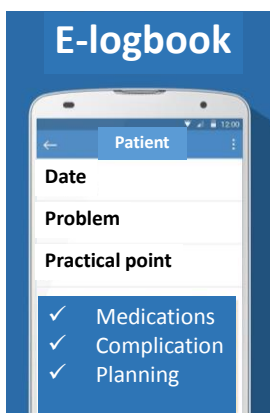 E-logbook
12:00
Patient
Date
Problem
Practical point
✓ Medications
✓ Complication
✓ Planning